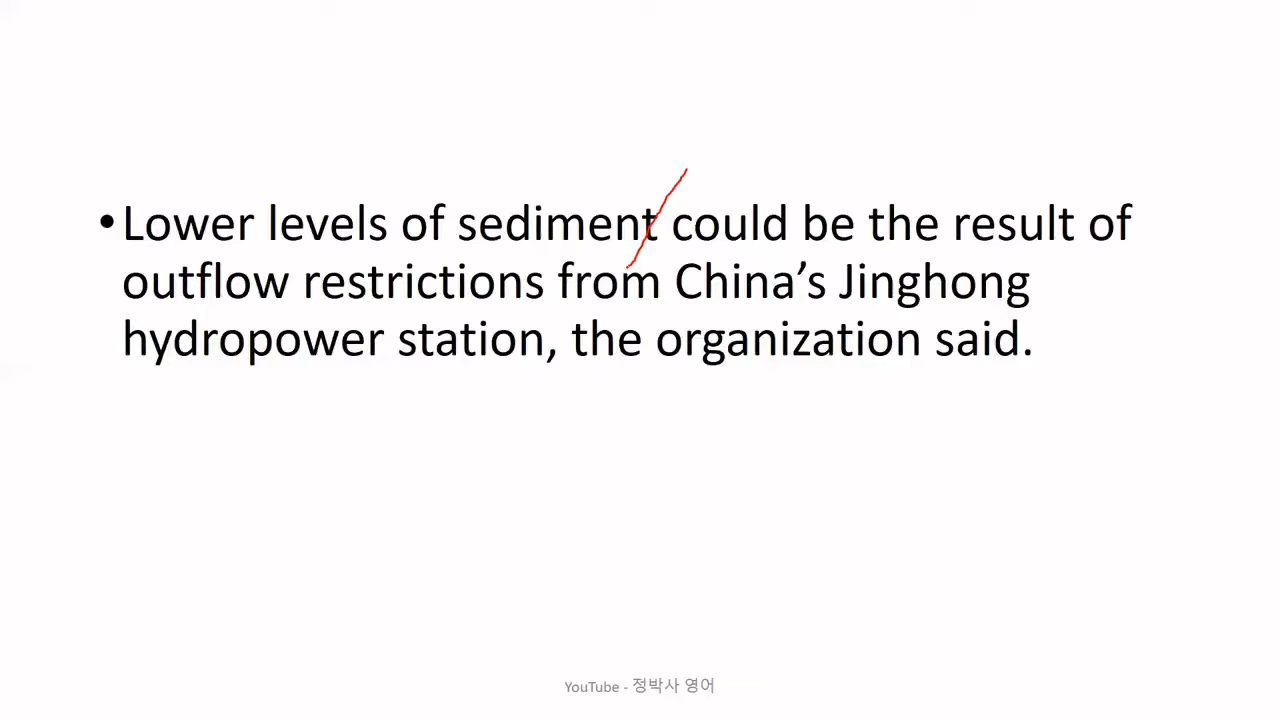 •Lower levels of sediment could be the result of
outflow restrictions from China’s Jinghong
hydropower station, the organization said.
YouTube - 정박사 영어